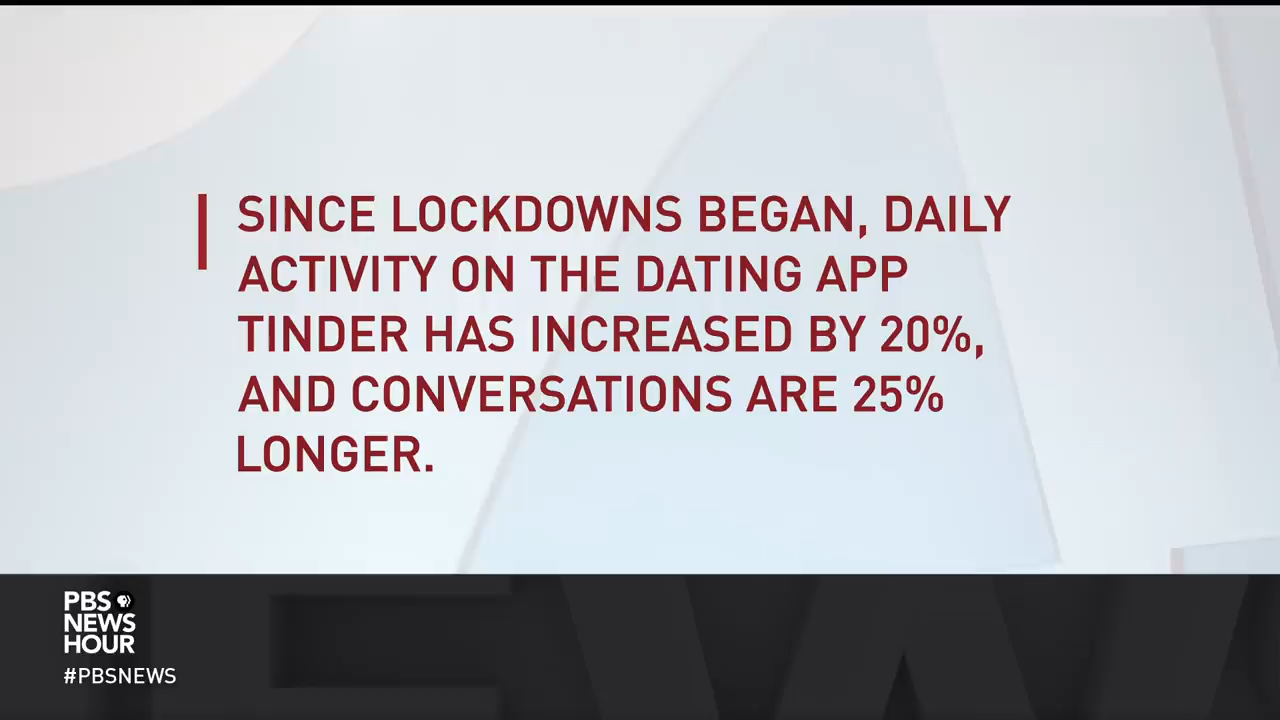 SINCE LOCKDOWNS BEGAN, DAILY
ACTIVITY ON THE DATING APP
TINDER HAS INCREASED BY 20%,
AND CONVERSATIONS ARE 25%
LONGER.
PBS
NEWS
HOUR
#PBSNEWS